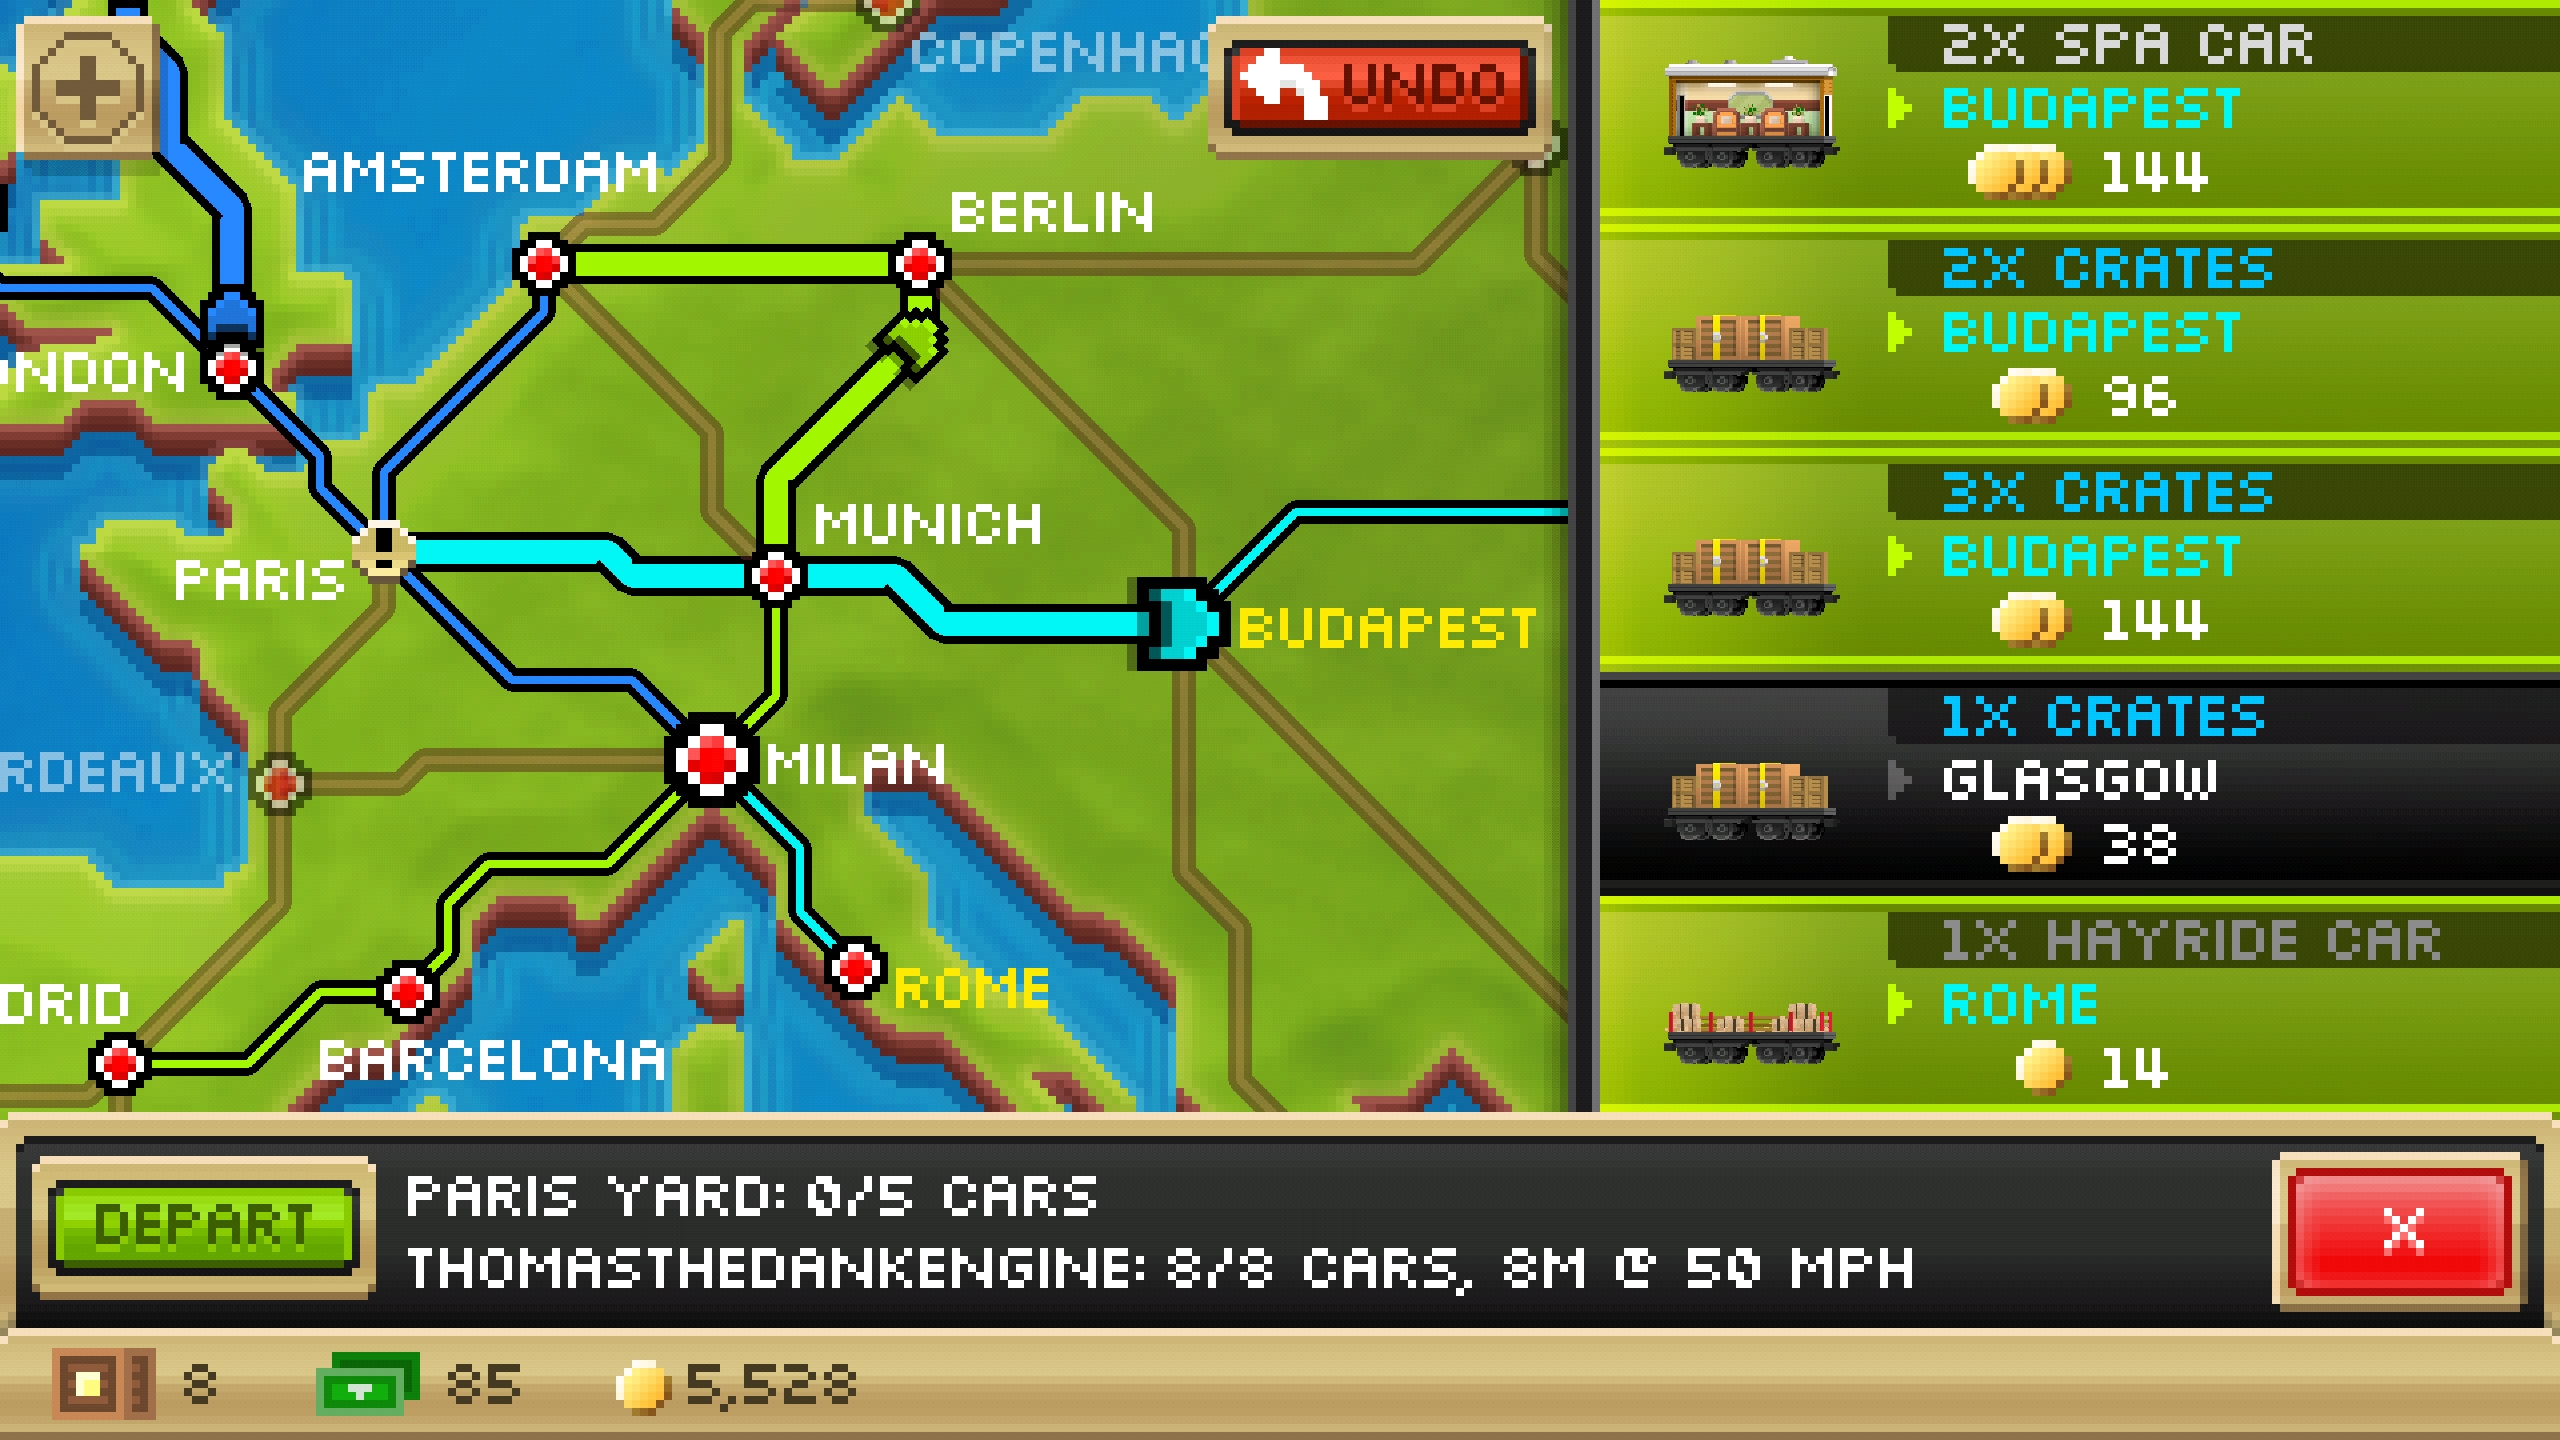 COPENHAG
UNDO
AMSTERDAM
BERLIN
ONDON
MUNICH
PARIS
BUDAPEST
RDEAUX
MILAN
DRID
ROME
BARCELONA
2X SPA CAR
BUDAPEST
144
2X CRATES
BUDAPEST
96
3X CRATES
BUDAPEST
144
1X CRATES
GLASGOW
38
1X HAYRIDE CAR
ROME
14
DEPART
PARIS YARD: 0/5 CARS
THOMASTHEDANKENGINE: 8/8 CARS, 8M @ 50 MPH
X
8
85
5,528